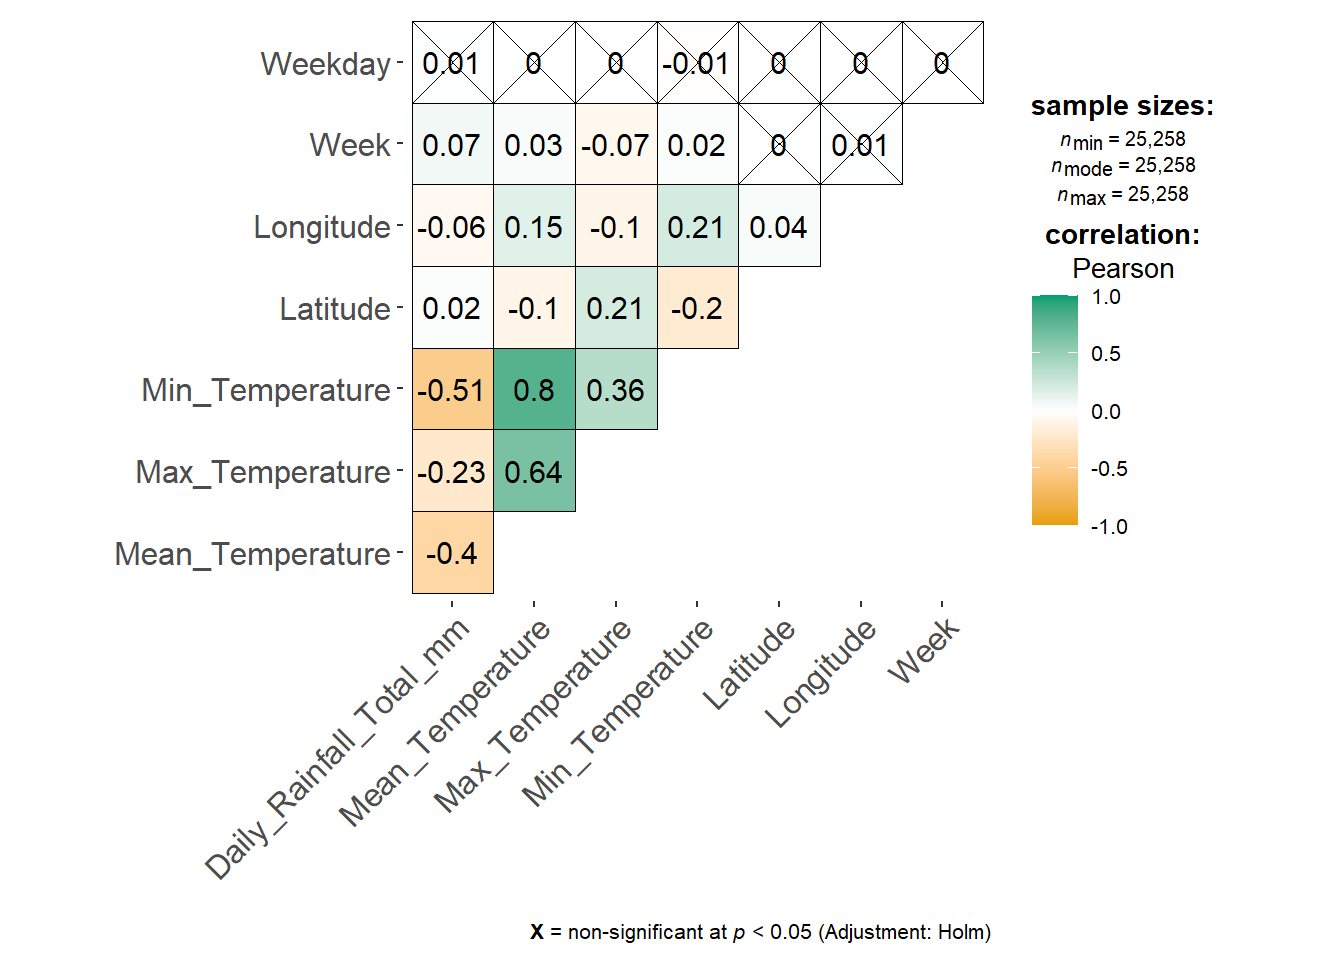 Weekday 0.01 0 0 -0.01 0 0 0
Week 0.07 0.03 -0.07 0.02 0 0.01
Longitude -0.06 0.15 -0.1 0.21 0.04
Latitude 0.02 -0.1 0.21 -0.2
Min_Temperature -0.51 0.8 0.36
Max_Temperature -0.23 0.64
Mean_Temperature -0.4
Daily_Rainfall_Total_mm
Mean_Temperature
Max_Temperature
Min_Temperature
Latitude
Longitude
Week
sample sizes:
nmin = 25,258
nmode = 25,258
nmax = 25,258
correlation:
Pearson
1.0
0.5
0.0
-0.5
-1.0
X = non-significant at p < 0.05 (Adjustment: Holm)